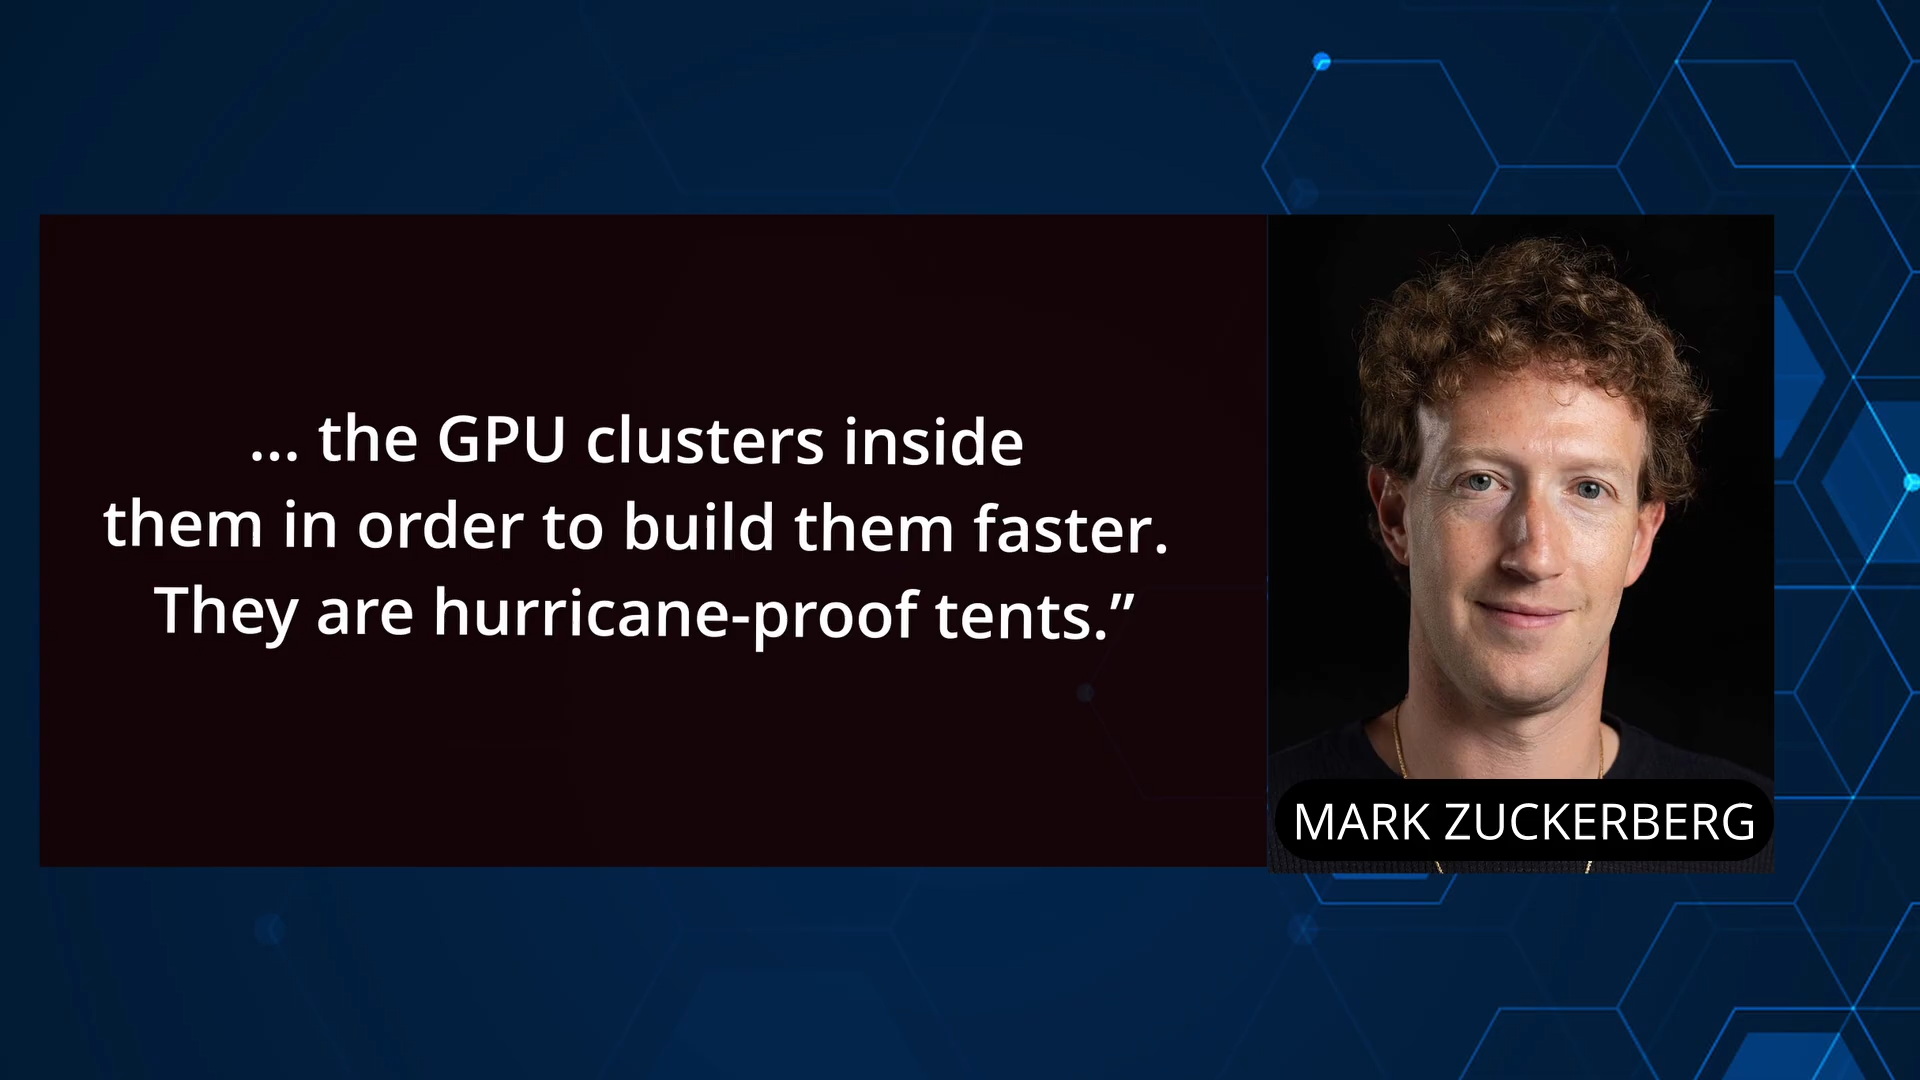 ... the GPU clusters inside
them in order to build them faster.
They are hurricane-proof tents.”
MARK ZUCKERBERG